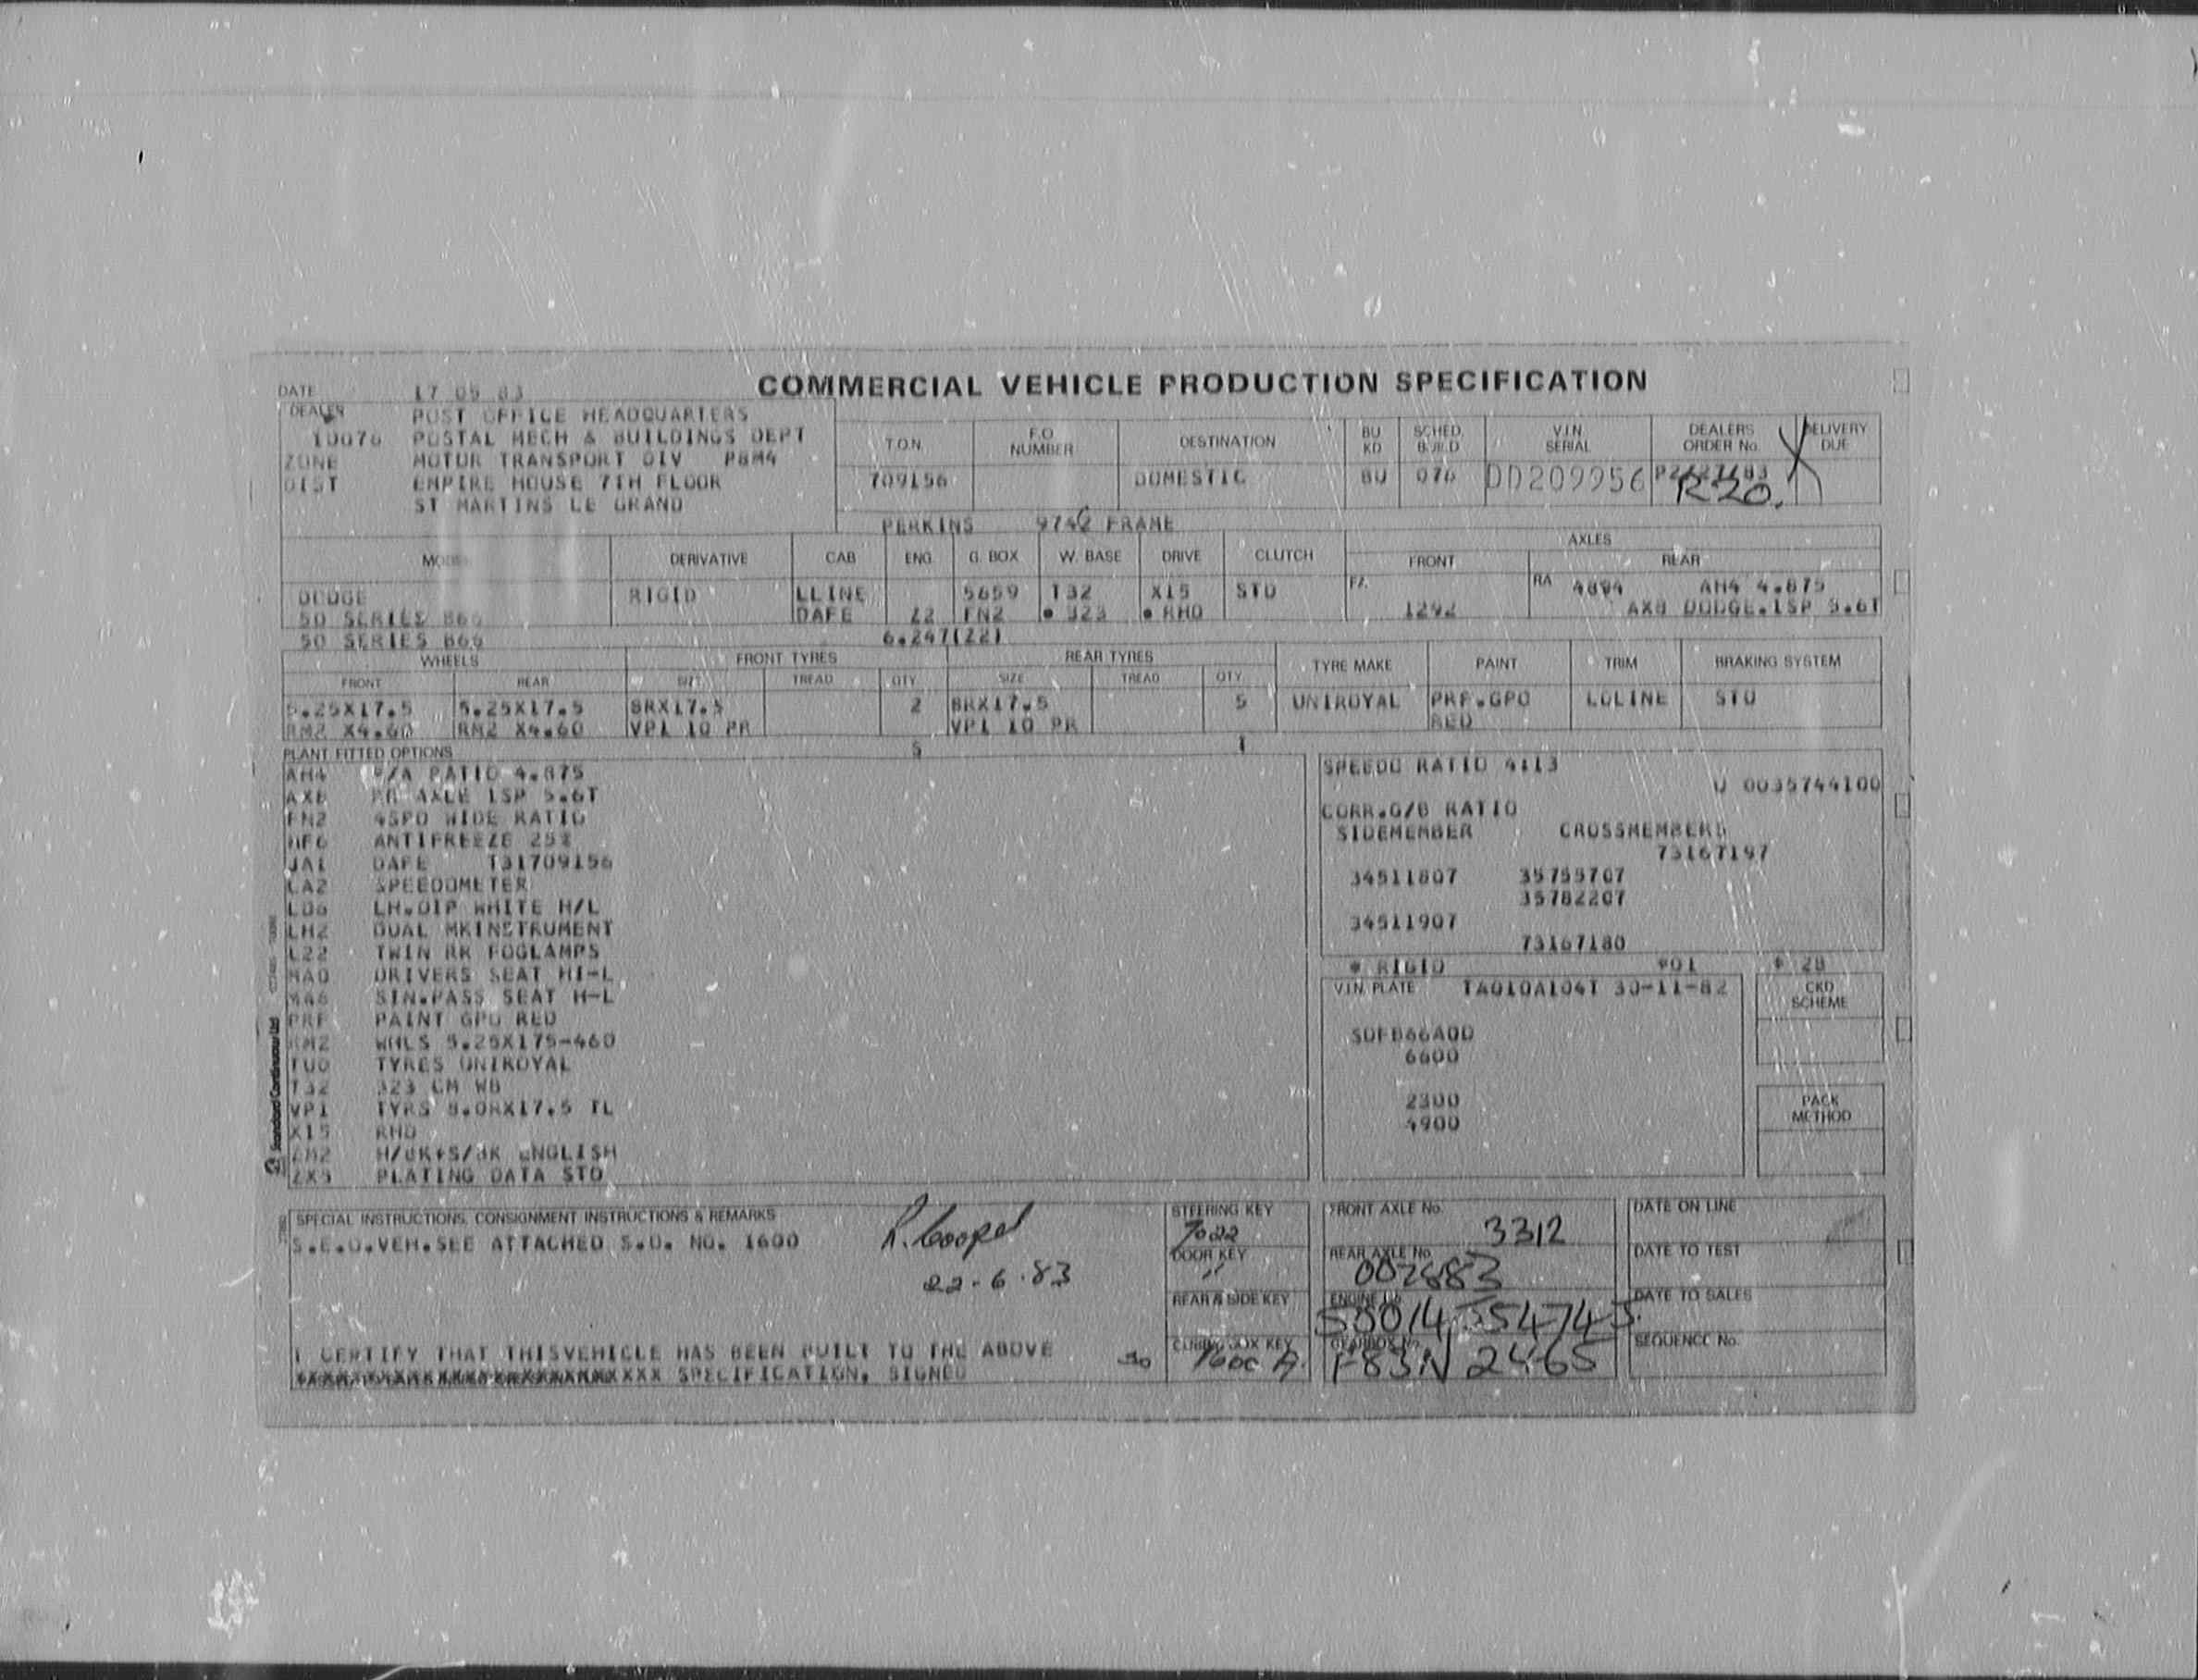 COMMERCIAL VEHICLE PRODUCTION SPECIFICATION
DATE 17 05 83
DEALER POST OFFICE HEADQUARTERS
10076 POSTAL MECH & BUILDINGS DEPT
ZONE MOTOR TRANSPORT DIV PBM4
DIST EMPIRE HOUSE 7TH FLOOR
ST MARTINS LE GRAND
T.O.N. F.O. NUMBER DESTINATION BU KD SCHED. BUILD V.I.N. SERIAL DEALERS ORDER No. DELIVERY DUE
709156 DOMESTIC BU 076 DD209956
R20.
PERKINS FRAME
MODEL DERIVATIVE CAB ENG. G. BOX W. BASE DRIVE CLUTCH AXLES
FRONT REAR
DODGE RIGID LLINE 5659 T32 X15 STD FZ. RA 4894 AH4 4.875
50 SERIES B66 DAFE Z2 FN2 • 323 • RHD 1292 AX8 DODGE.1SP 5.6T
50 SERIES B66 6.247(Z2)
WHEELS FRONT TYRES REAR TYRES TYRE MAKE PAINT TRIM BRAKING SYSTEM
FRONT REAR SIZE TREAD QTY SIZE TREAD QTY
5.25X17.5 5.25X17.5 8RX17.5 2 8RX17.5 5 UNIROYAL PRF.GPO LOLINE STD
RM2 X4.60 RM2 X4.60 VP1 10 PR VP1 10 PR RED
5 1
PLANT FITTED OPTIONS
AH4 R/A RATIO 4.875
AX8 RR AXLE 1SP 5.6T
FN2 4SPD WIDE RATIO
HF6 ANTIFREEZE 25%
JA1 DAFE T31709156
LA2 SPEEDOMETER
LD6 LH.DIP WHITE H/L
LH2 DUAL MKINSTRUMENT
L22 TWIN RR FOGLAMPS
MA0 DRIVERS SEAT HI-L
MA6 SIN.PASS SEAT H-L
PRF PAINT GPO RED
RM2 WHLS 5.25X175-460
TU0 TYRES UNIROYAL
T32 323 CM WB
VP1 TYRS 8.0RX17.5 TL
X15 RHD
ZH2 H/BK+S/BK ENGLISH
ZX5 PLATING DATA STD
SPEEDO RATIO 4:13
U 0035744100
CORR.G/B RATIO
SIDEMEMBER CROSSMEMBERS
73167197
34511807 35755707
35782207
34511907
73167180
* RIGID *01 * 28
V.I.N. PLATE TA010A104T 30-11-82
CKD SCHEME
SDFB66A0D
6600
2300
4900
PACK METHOD
Standard Continuous Ltd
SPECIAL INSTRUCTIONS, CONSIGNMENT INSTRUCTIONS & REMARKS
S.E.O.VEH.SEE ATTACHED S.O. NO. 1600
R. Cooper
22-6-83
I CERTIFY THAT THISVEHICLE HAS BEEN BUILT TO THE ABOVE
SPECIFICATION, SIGNED
STEERING KEY
7022
DOOR KEY
"
REAR & SIDE KEY
FRONT AXLE No.
3312
REAR AXLE No.
002883
ENGINE No.
GEARBOX No.
F83N 2465
DATE ON LINE
DATE TO TEST
DATE TO SALES
SEQUENCE No.